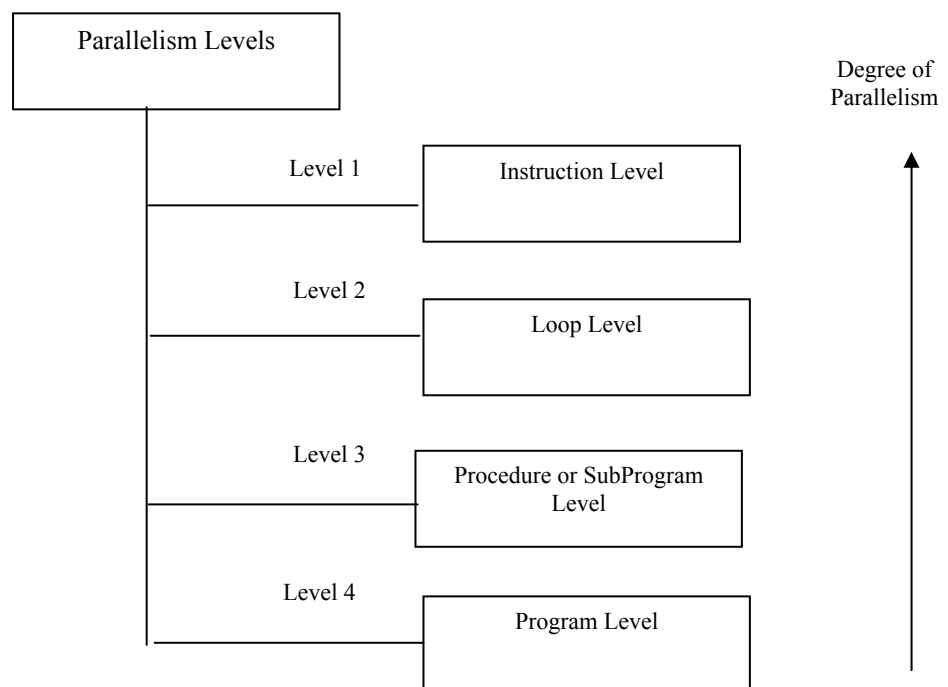 Parallelism Levels
Degree of
Parallelism
Level 1
Instruction Level
Level 2
Loop Level
Level 3
Procedure or SubProgram
Level
Level 4
Program Level